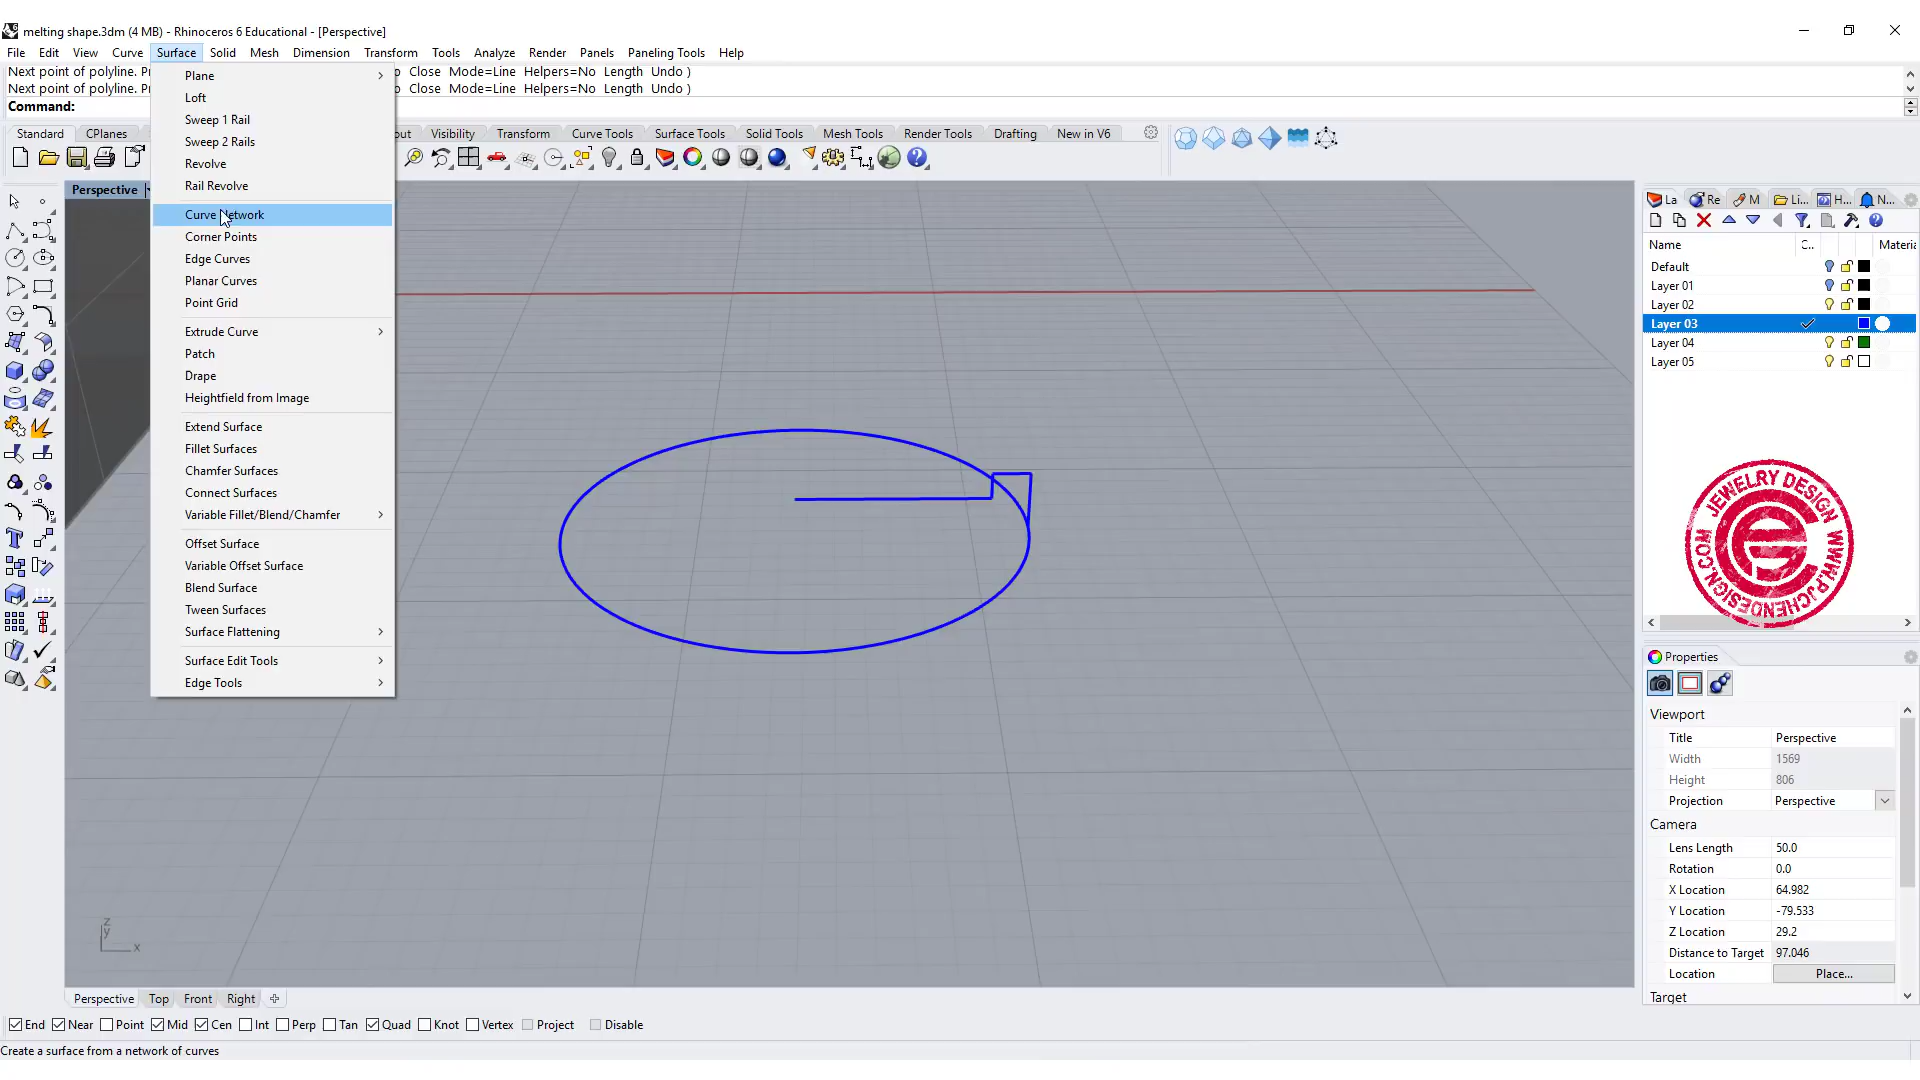 melting shape.3dm (4 MB) - Rhinoceros 6 Educational - [Perspective]
File Edit View Curve Surface Solid Mesh Dimension Transform Tools Analyze Render Panels Paneling Tools Help
Next point of polyline. Close Mode=Line Helpers=No Length Undo )
Next point of polyline. Close Mode=Line Helpers=No Length Undo )
Command:
Standard CPlanes Visibility Transform Curve Tools Surface Tools Solid Tools Mesh Tools Render Tools Drafting New in V6
Perspective
Plane
Loft
Sweep 1 Rail
Sweep 2 Rails
Revolve
Rail Revolve
Curve Network
Corner Points
Edge Curves
Planar Curves
Point Grid
Extrude Curve
Patch
Drape
Heightfield from Image
Extend Surface
Fillet Surfaces
Chamfer Surfaces
Connect Surfaces
Variable Fillet/Blend/Chamfer
Offset Surface
Variable Offset Surface
Blend Surface
Tween Surfaces
Surface Flattening
Surface Edit Tools
Edge Tools
La Re M Li... H... N...
Name C.. Materia
Default
Layer 01
Layer 02
Layer 03
Layer 04
Layer 05
JEWELRY DESIGN
WWW.PJCHENDESIGN.COM
Properties
Viewport
Title Perspective
Width 1569
Height 806
Projection Perspective
Camera
Lens Length 50.0
Rotation 0.0
X Location 64.982
Y Location -79.533
Z Location 29.2
Distance to Target 97.046
Location Place...
Target
z
y
x
Perspective Top Front Right
End Near Point Mid Cen Int Perp Tan Quad Knot Vertex Project Disable
Create a surface from a network of curves